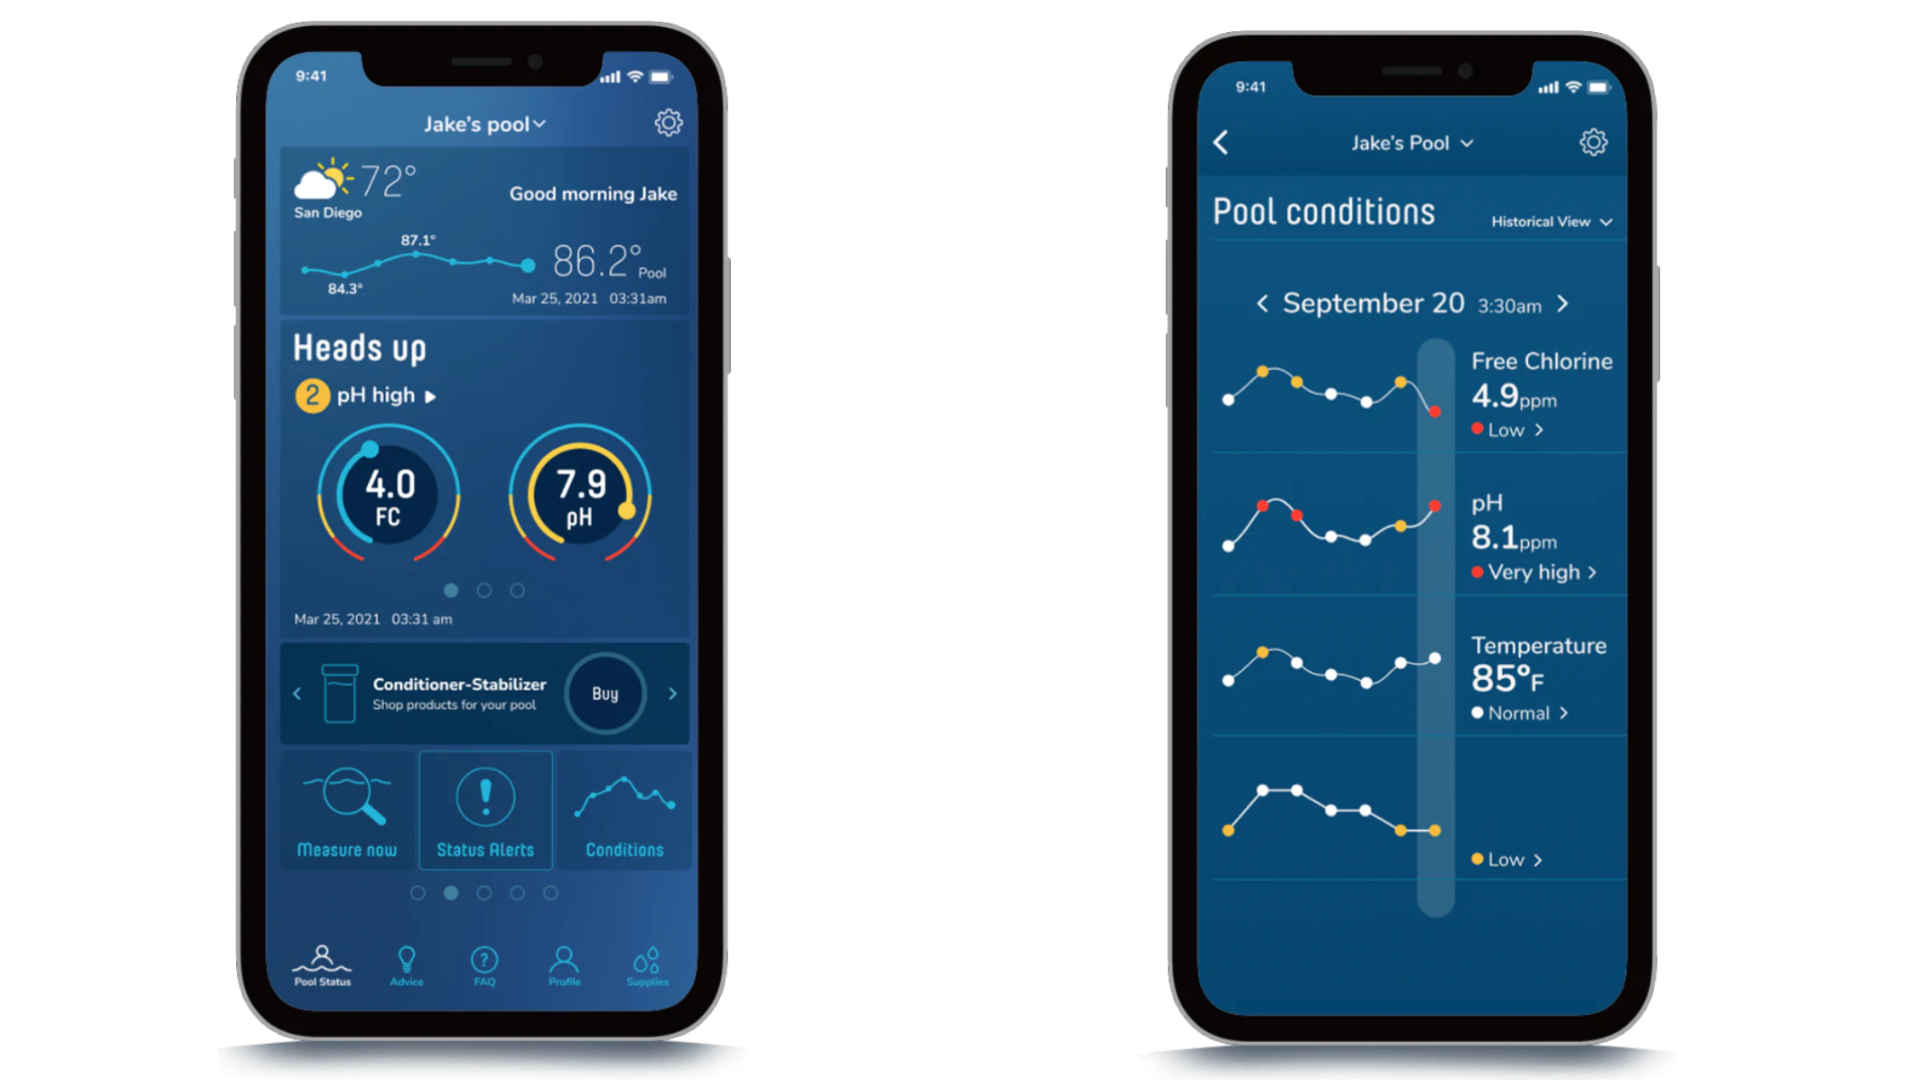 9:41
Jake's pool
72°
San Diego
Good morning Jake
87.1°
84.3°
86.2° Pool
Mar 25, 2021 03:31am
Heads up
2 pH high
4.0
FC
7.9
pH
Mar 25, 2021 03:31 am
Conditioner-Stabilizer
Shop products for your pool
Buy
Measure now
Status Alerts
Conditions
Pool Status
Advice
?
FAQ
Profile
Supplies
9:41
Jake's Pool
Pool conditions
Historical View
September 20 3:30am
Free Chlorine
4.9ppm
Low
pH
8.1ppm
Very high
Temperature
85°F
Normal
Low